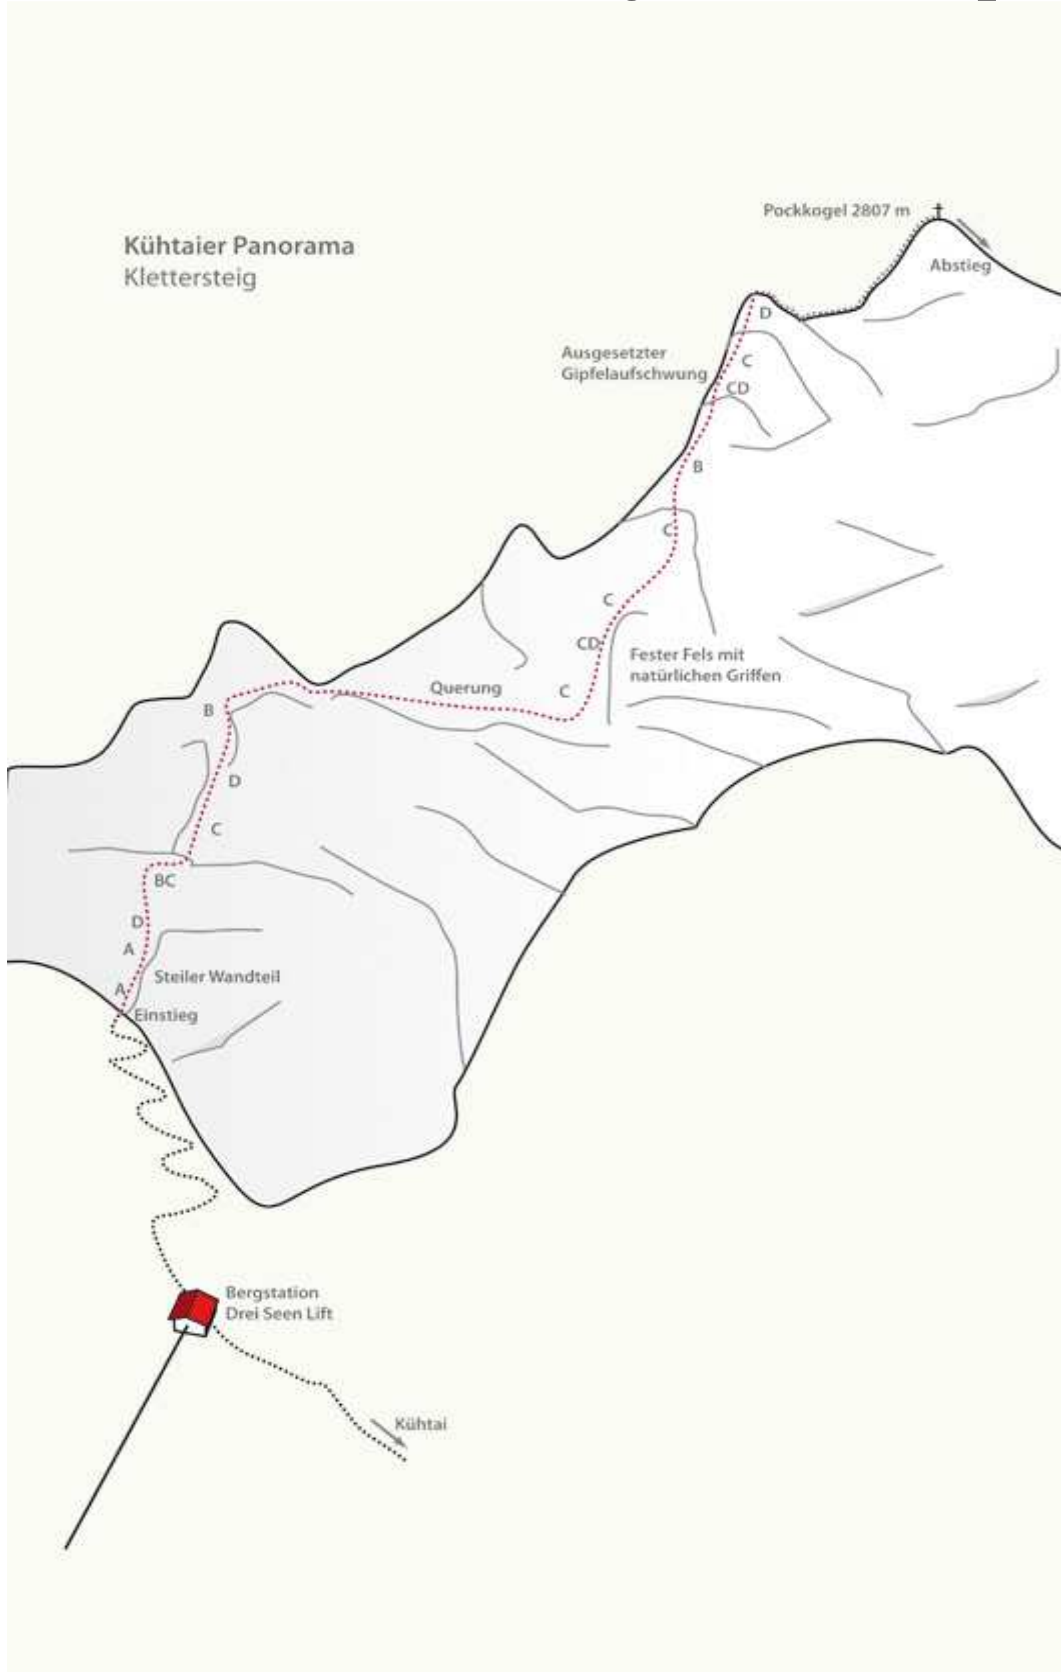 Pockkogel 2807 m
Kühtaier Panorama
Klettersteig
Abstieg
D
Ausgesetzter
Gipfelaufschwung
C
CD
B
C
C
CD
Fester Fels mit
natürlichen Griffen
Querung
C
B
D
C
BC
D
A
Steiler Wandteil
A
Einstieg
Bergstation
Drei Seen Lift
Kühtai